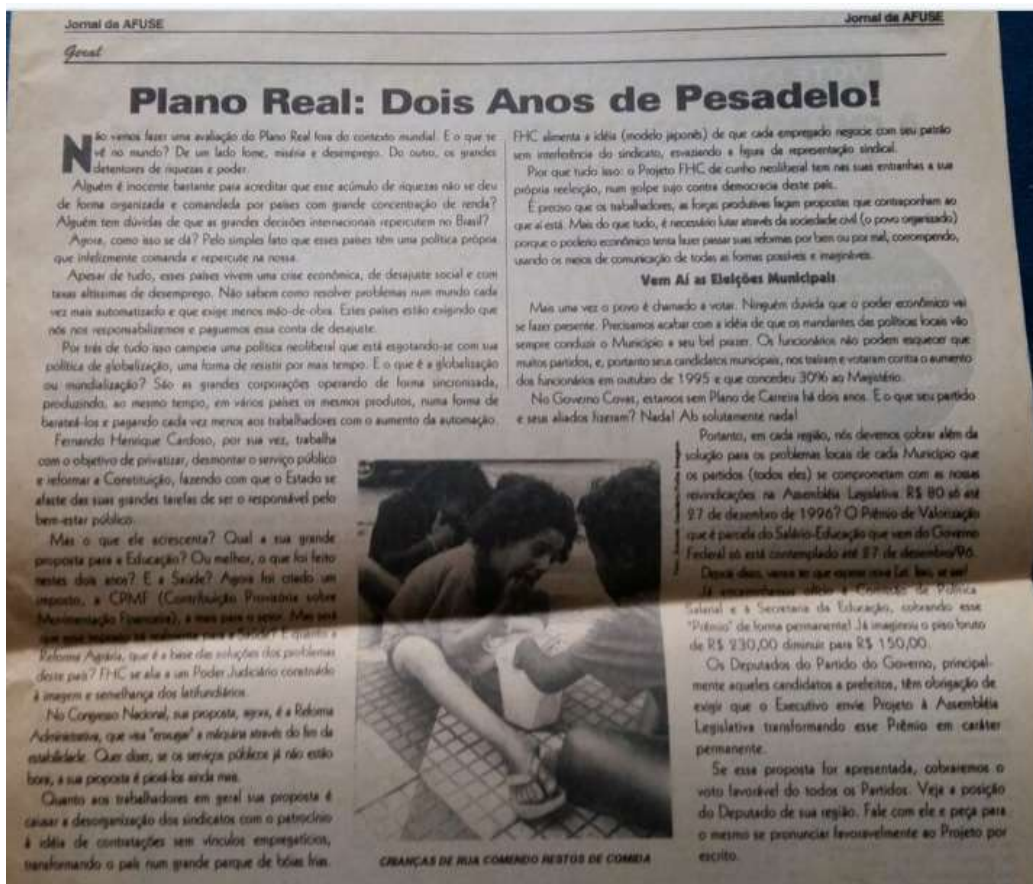 Jornal da AFUSE
Jornal da AFUSE
Geral
Plano Real: Dois Anos de Pesadelo!
Não vamos fazer uma avaliação do Plano Real fora do contexto mundial. E o que se
vê no mundo? De um lado fome, miséria e desemprego. Do outro, os grandes
detentores de riquezas e poder.
Alguém é inocente bastante para acreditar que esse acúmulo de riquezas não se deu
de forma organizada e comandada por países com grande concentração de renda?
Alguém tem dúvidas de que as grandes decisões internacionais repercutem no Brasil?
Agora, como isso se dá? Pelo simples fato que esses países têm uma política própria
que infelizmente comanda e repercute na nossa.
Apesar de tudo, esses países vivem uma crise econômica, de desajuste social e com
taxas altíssimas de desemprego. Não sabem como resolver problemas num mundo cada
vez mais automatizado e que exige menos mão-de-obra. Estes países estão exigindo que
nós nos responsabilizemos e paguemos essa conta de desajuste.
Por trás de tudo isso campeia uma política neoliberal que está esgotando-se com sua
política de globalização, uma forma de resistir por mais tempo. E o que é a globalização
ou mundialização? São as grandes corporações operando de forma sincronizada,
produzindo, ao mesmo tempo, em vários países os mesmos produtos, numa forma de
barateá-los e pagando cada vez menos aos trabalhadores com o aumento da automação.
Fernando Henrique Cardoso, por sua vez, trabalha
com o objetivo de privatizar, desmontar o serviço público
e reformar a Constituição, fazendo com que o Estado se
afaste das suas grandes tarefas de ser o responsável pelo
bem-estar público.
Mas o que ele acrescenta? Qual a sua grande
proposta para a Educação? Ou melhor, o que foi feito
nestes dois anos? E a Saúde? Agora foi criado um
imposto, a CPMF (Contribuição Provisória sobre
Movimentação Financeira), a mais para o setor. Mas será
que esse imposto irá realmente para a Saúde? E quanto a
Reforma Agrária, que é a base das soluções dos problemas
deste país? FHC se alia a um Poder Judiciário construído
à imagem e semelhança dos latifundiários.
No Congresso Nacional, sua proposta, agora, é a Reforma
Administrativa, que visa "enxugar" a máquina através do fim da
estabilidade. Quer dizer, se os serviços públicos já não estão
bons, a sua proposta é piorá-los ainda mais.
Quanto aos trabalhadores em geral sua proposta é
causar a desorganização dos sindicatos com o patrocínio
à idéia de contratações sem vínculos empregatícios,
transformando o país num grande parque de bóias frias.
FHC alimenta a idéia (modelo japonês) de que cada empregado negocie com seu patrão
sem interferência do sindicato, esvaziando a figura da representação sindical.
Pior que tudo isso: o Projeto FHC de cunho neoliberal tem nas suas entranhas a sua
própria reeleição, num golpe sujo contra democracia deste país.
É preciso que os trabalhadores, as forças produtivas façam propostas que contraponham ao
que aí está. Mais do que tudo, é necessário lutar através da sociedade civil (o povo organizado)
porque o poderio econômico tenta fazer passar suas reformas por bem ou por mal, corrompendo,
usando os meios de comunicação de todas as formas possíveis e imagináveis.
Vem Aí as Eleições Municipais
Mais uma vez o povo é chamado a votar. Ninguém duvida que o poder econômico vai
se fazer presente. Precisamos acabar com a idéia de que os mandantes das políticas locais vão
sempre conduzir o Município a seu bel prazer. Os funcionários não podem esquecer que
muitos partidos, e, portanto seus candidatos municipais, nos traíram e votaram contra o aumento
dos funcionários em outubro de 1995 e que concedeu 30% ao Magistério.
No Governo Covas, estamos sem Plano de Carreira há dois anos. E o que seu partido
e seus aliados fizeram? Nada! Ab solutamente nada!
Portanto, em cada região, nós devemos cobrar além da
solução para os problemas locais de cada Município que
os partidos (todos eles) se comprometam com as nossas
reivindicações na Assembléia Legislativa. R$ 80 só até
27 de desembro de 1996? O Prêmio de Valorização
que é parcela do Salário-Educação que vem do Governo
Federal só está contemplado até 27 de desembro/96.
Depois disso, vamos ter que esperar nova Lei. Isso, se sair!
Já encaminhamos ofício a Comissão de Política
Salarial e à Secretaria da Educação, cobrando esse
"Prêmio" de forma permanente! Já imaginou o piso bruto
de R$ 230,00 diminuir para R$ 150,00.
Os Deputados do Partido do Governo, principal-
mente aqueles candidatos a prefeitos, têm obrigação de
exigir que o Executivo envie Projeto à Assembléia
Legislativa transformando esse Prêmio em caráter
permanente.
Se essa proposta for apresentada, cobraremos o
voto favorável do todos os Partidos. Veja a posição
do Deputado de sua região. Fale com ele e peça para
o mesmo se pronunciar favoravelmente ao Projeto por
escrito.
CRIANÇAS DE RUA COMENDO RESTOS DE COMIDA